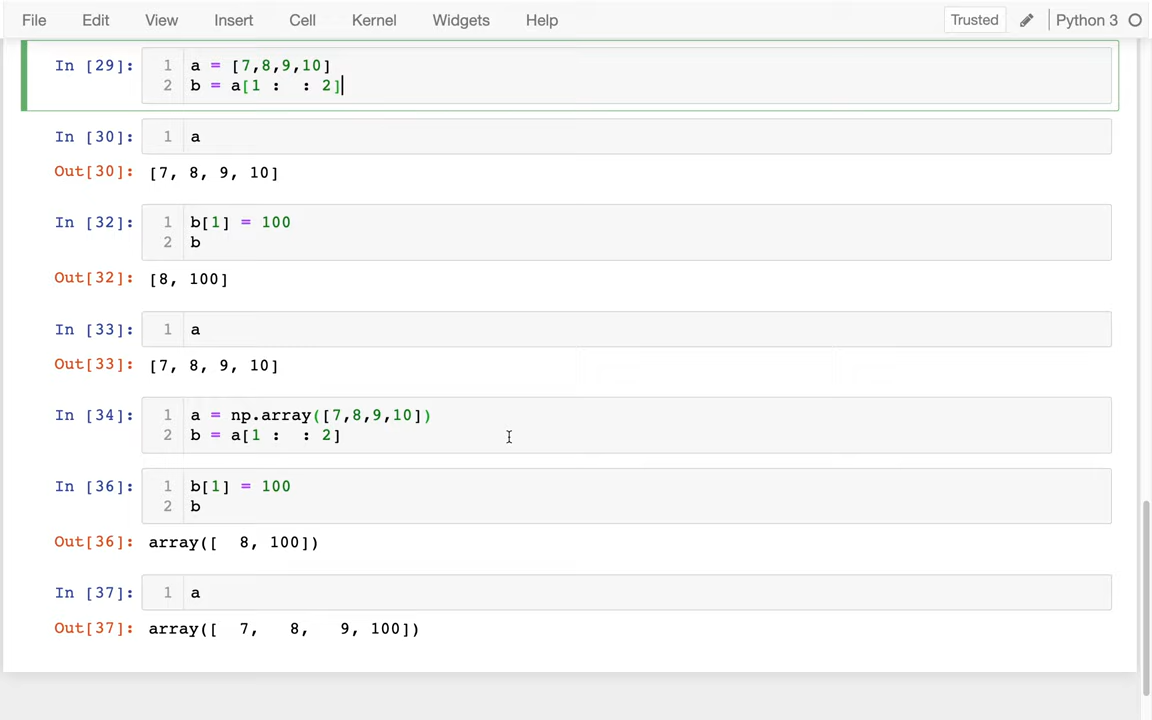 File Edit View Insert Cell Kernel Widgets Help Trusted Python 3
In [29]: 1 a = [7,8,9,10]
2 b = a[1 :  : 2]
In [30]: 1 a
Out[30]: [7, 8, 9, 10]
In [32]: 1 b[1] = 100
2 b
Out[32]: [8, 100]
In [33]: 1 a
Out[33]: [7, 8, 9, 10]
In [34]: 1 a = np.array([7,8,9,10])
2 b = a[1 :  : 2]
In [36]: 1 b[1] = 100
2 b
Out[36]: array([  8, 100])
In [37]: 1 a
Out[37]: array([  7,   8,   9, 100])